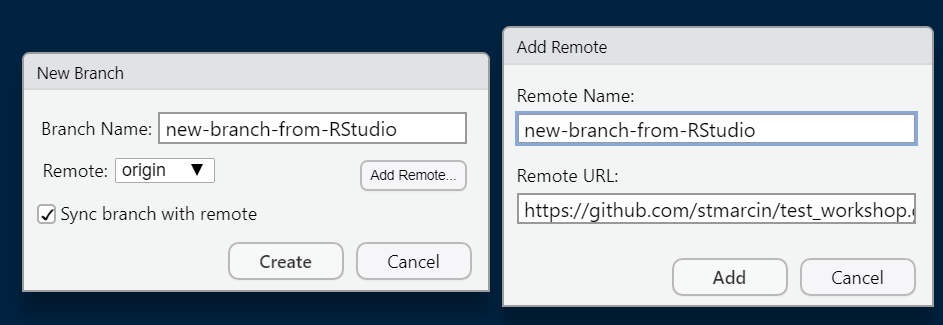 New Branch
Branch Name: new-branch-from-RStudio
Remote: origin ▼ Add Remote...
Sync branch with remote
Create Cancel
Add Remote
Remote Name:
new-branch-from-RStudio
Remote URL:
https://github.com/stmarcin/test_workshop.
Add Cancel